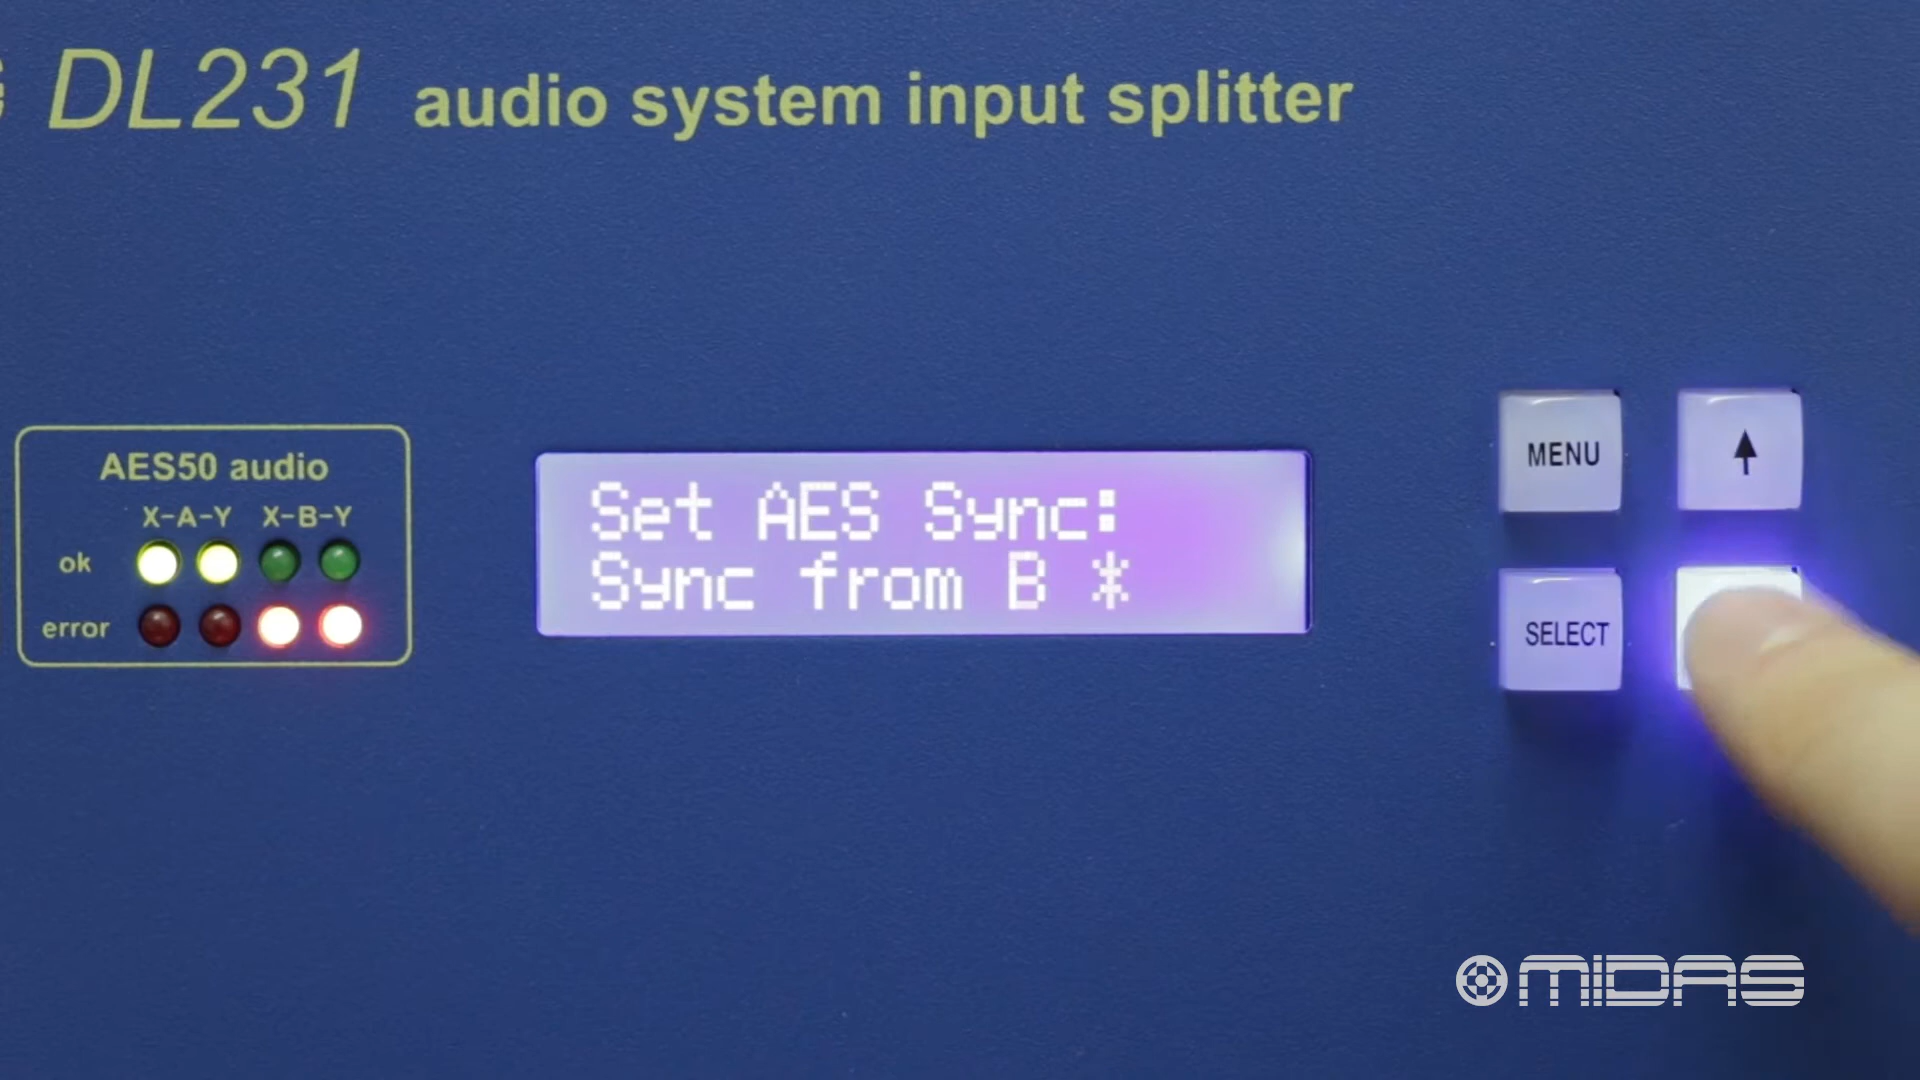 DL231 audio system input splitter
AES50 audio
X-A-Y X-B-Y
ok
error
Set AES Sync:
Sync from B *
MENU
SELECT
MIDAS